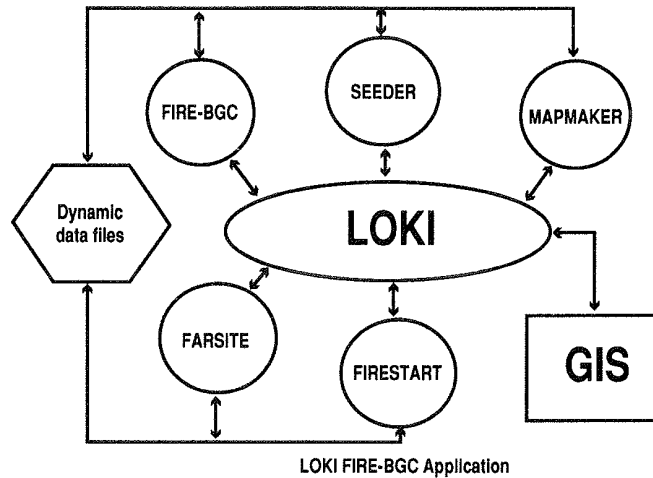 SEEDER
FIRE-BGC
MAPMAKER
Dynamic
data files
LOKI
FARSITE
FIRESTART
GIS
LOKI FIRE-BGC Application